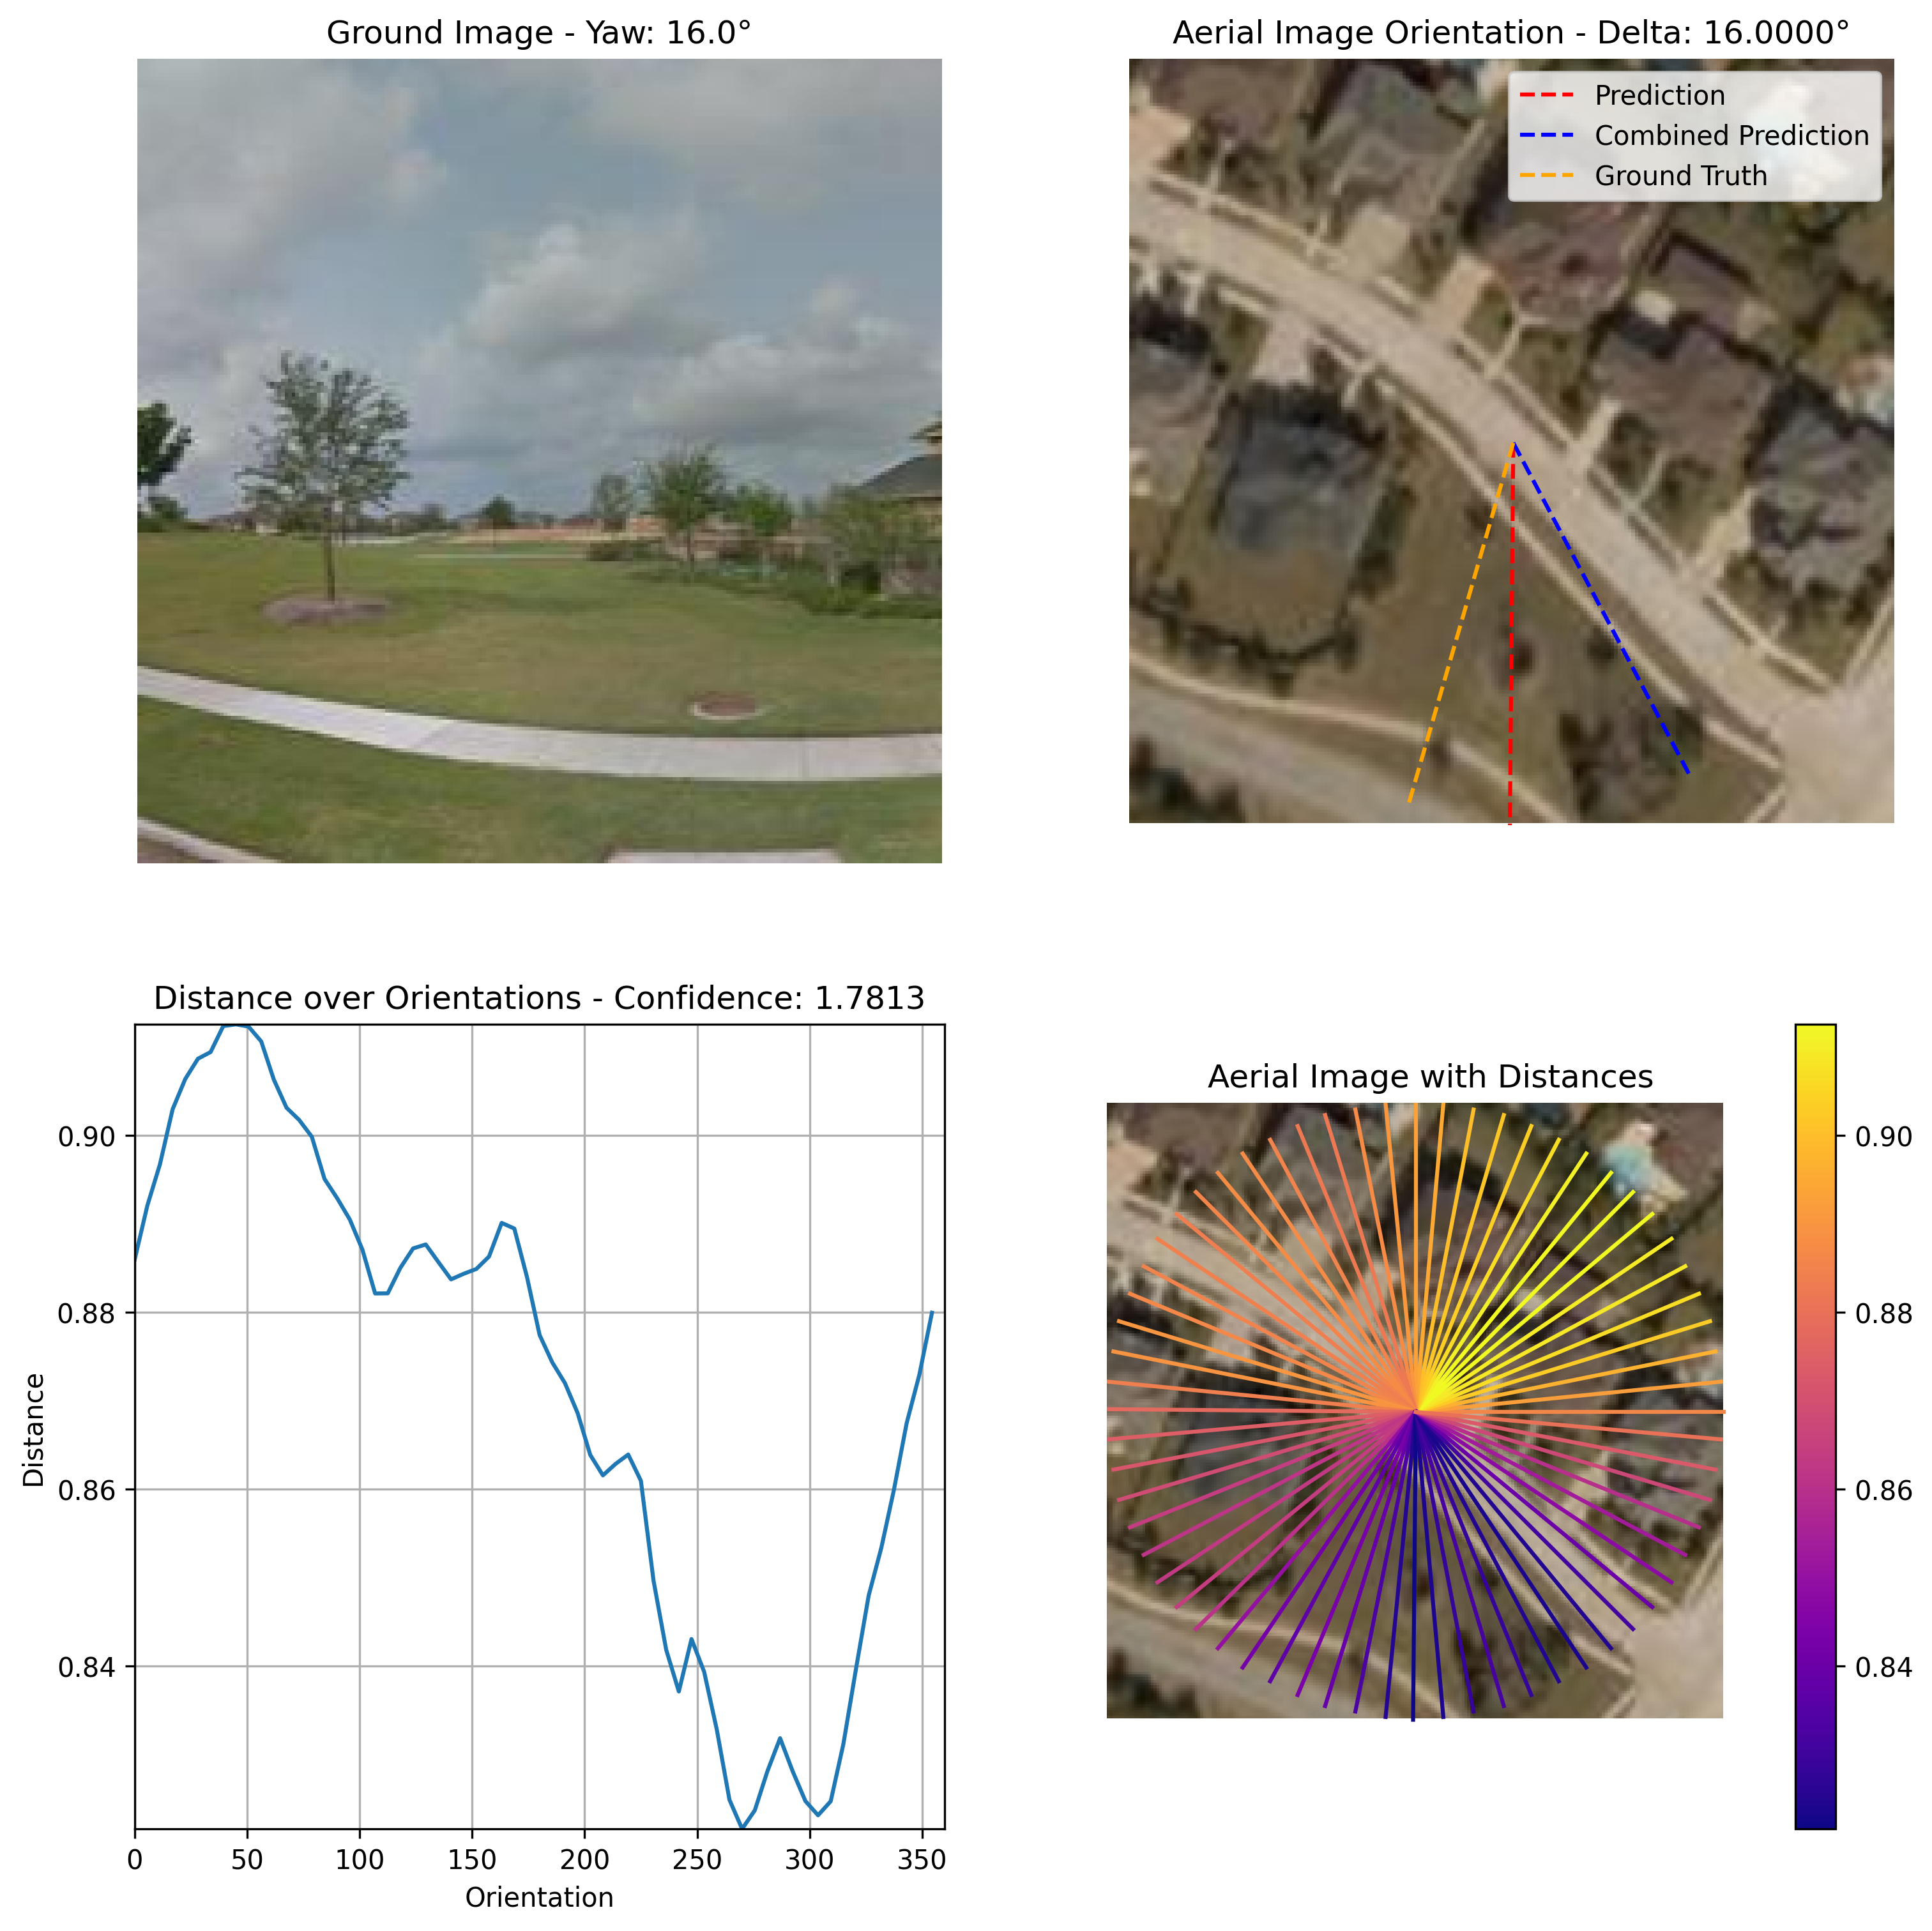 Ground Image - Yaw: 16.0°
Aerial Image Orientation - Delta: 16.0000°
Prediction
Combined Prediction
Ground Truth
Distance over Orientations - Confidence: 1.7813
0.90
0.88
0.86
0.84
Distance
0
50
100
150
200
250
300
350
Orientation
Aerial Image with Distances
0.90
0.88
0.86
0.84